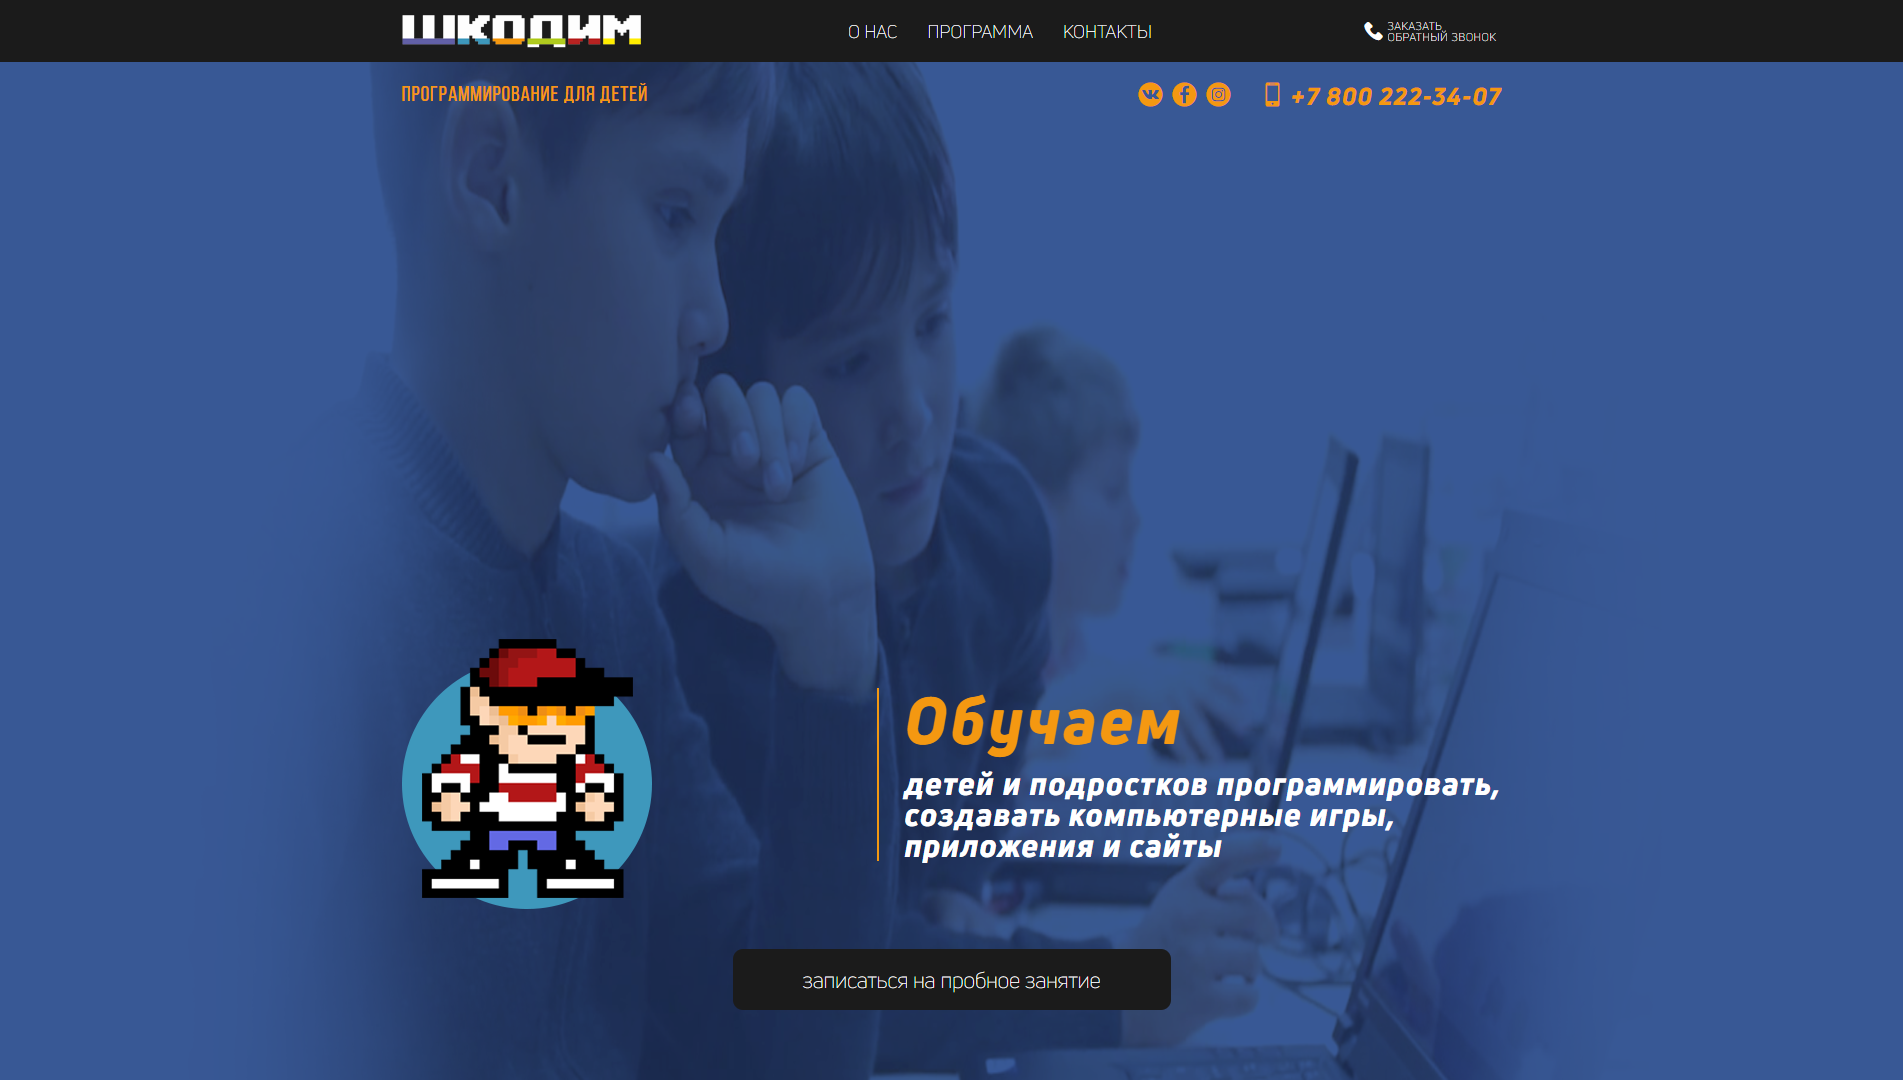 ШКОДИМ
О НАС
ПРОГРАММА
КОНТАКТЫ
ЗАКАЗАТЬ
ОБРАТНЫЙ ЗВОНОК
ПРОГРАММИРОВАНИЕ ДЛЯ ДЕТЕЙ
+7 800 222-34-07
Обучаем
детей и подростков программировать,
создавать компьютерные игры,
приложения и сайты
записаться на пробное занятие